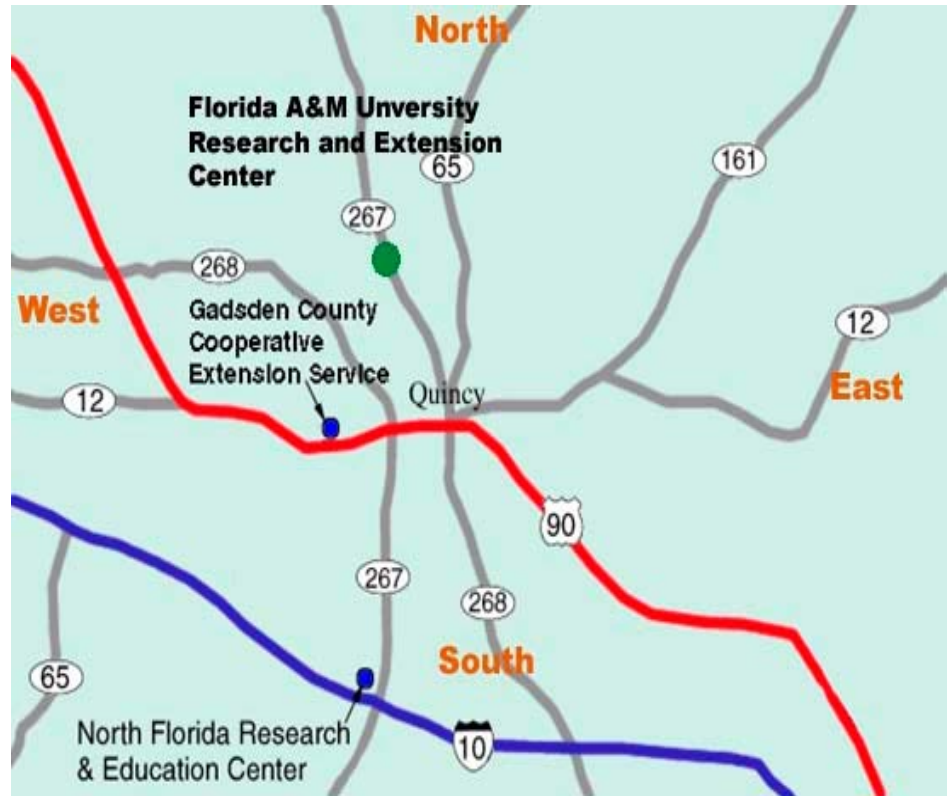 North
Florida A&M Unversity
Research and Extension
Center
65
161
267
268
West
Gadsden County
Cooperative
Extension Service
12
12
East
Quincy
90
267
268
South
65
North Florida Research
& Education Center
10